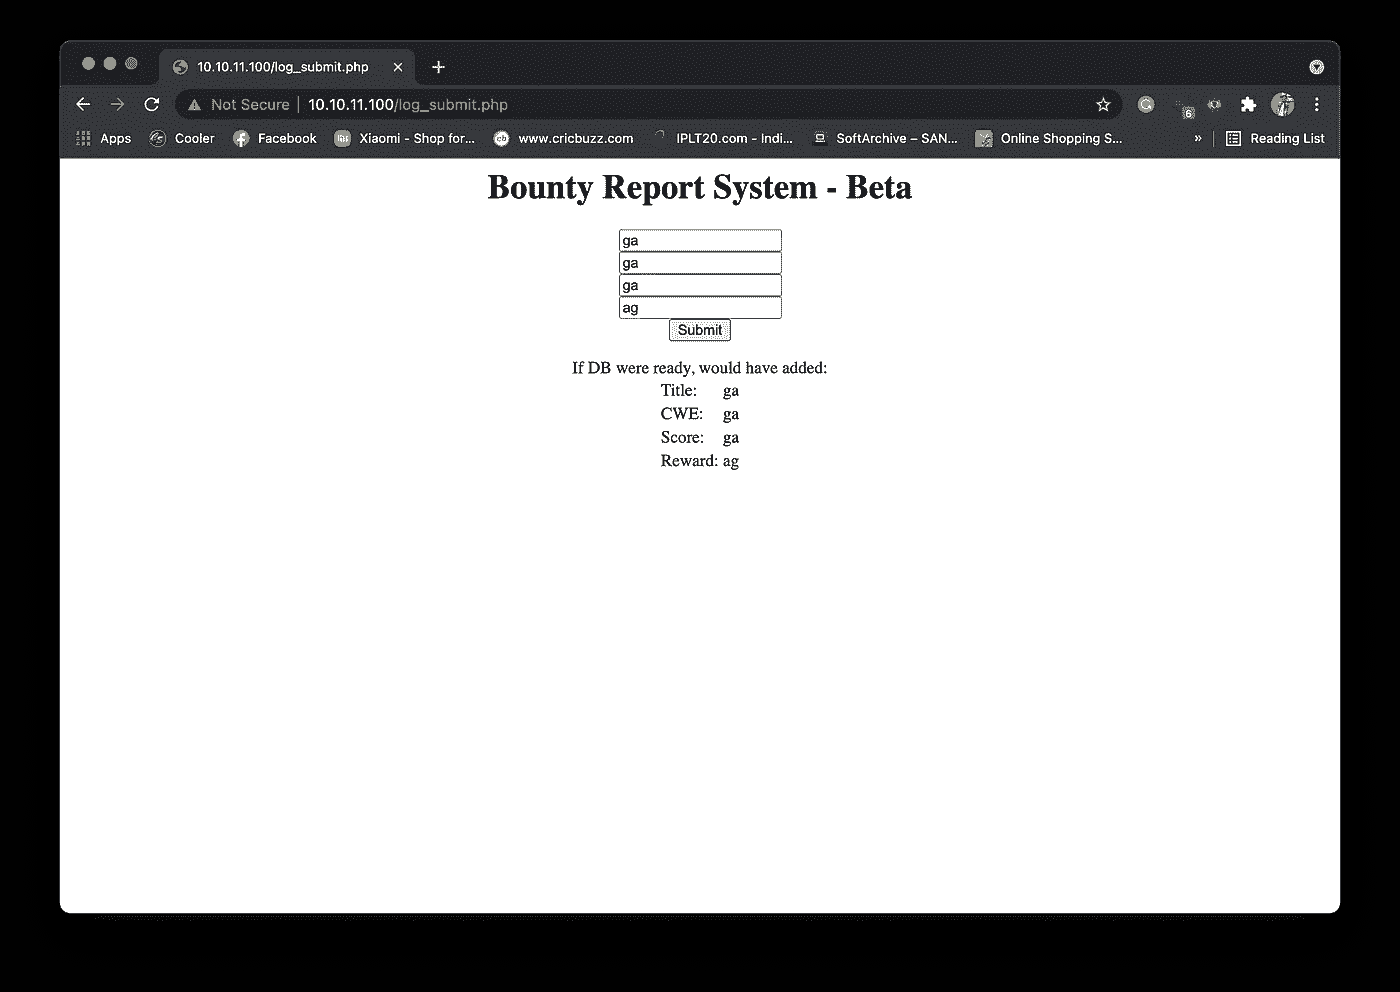 10.10.11.100/log_submit.php
Not Secure | 10.10.11.100/log_submit.php
Apps Cooler Facebook Xiaomi - Shop for... www.cricbuzz.com IPLT20.com - Indi... SoftArchive – SAN... Online Shopping S... » Reading List
Bounty Report System - Beta
ga
ga
ga
ag
Submit
If DB were ready, would have added:
Title: ga
CWE: ga
Score: ga
Reward: ag